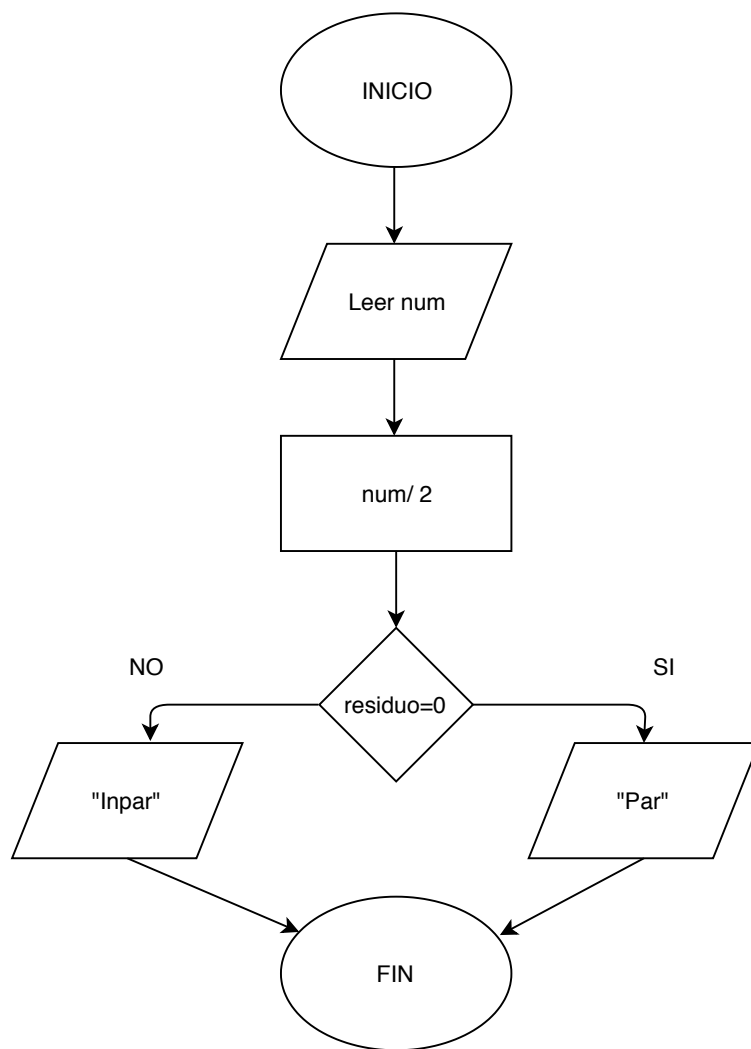 INICIO
Leer num
num/ 2
NO
SI
residuo=0
"Inpar"
"Par"
FIN